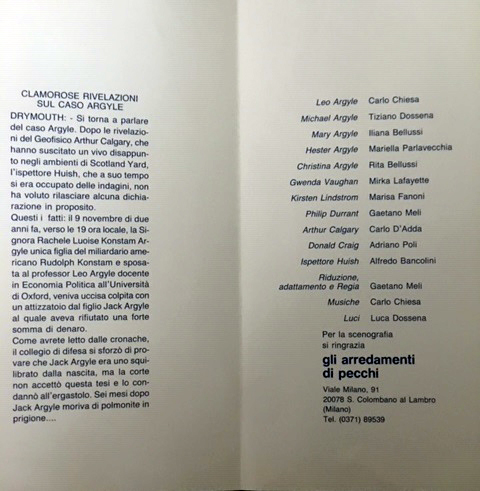 CLAMOROSE RIVELAZIONI
SUL CASO ARGYLE
DRYMOUTH: - Si torna a parlare
del caso Argyle. Dopo le rivelazio-
ni del Geofisico Arthur Calgary, che
hanno suscitato un vivo disappun-
to negli ambienti di Scotland Yard,
l'ispettore Huish, che a suo tempo
si era occupato delle indagini, non
ha voluto rilasciare alcuna dichia-
razione in proposito.
Questi i fatti: il 9 novembre di due
anni fa, verso le 19 ora locale, la Si-
gnora Rachele Luoise Konstam Ar-
gyle unica figlia del miliardario ame-
ricano Rudolph Konstam e sposa-
ta al professor Leo Argyle docente
in Economia Politica all'Università
di Oxford, veniva uccisa colpita con
un attizzatoio dal figlio Jack Argyle
al quale aveva rifiutato una forte
somma di denaro.
Come avrete letto dalle cronache,
il collegio di difesa si sforzò di pro-
vare che Jack Argyle era uno squi-
librato dalla nascita, ma la corte
non accettò questa tesi e lo con-
dannò all'ergastolo. Sei mesi dopo
Jack Argyle moriva di polmonite in
prigione....
Leo Argyle Carlo Chiesa
Michael Argyle Tiziano Dossena
Mary Argyle Iliana Bellussi
Hester Argyle Mariella Parlavecchia
Christina Argyle Rita Bellussi
Gwenda Vaughan Mirka Lafayette
Kirsten Lindstrom Marisa Fanoni
Philip Durrant Gaetano Meli
Arthur Calgary Carlo D'Adda
Donald Craig Adriano Poli
Ispettore Huish Alfredo Bancolini
Riduzione,
adattamento e Regia Gaetano Meli
Musiche Carlo Chiesa
Luci Luca Dossena
Per la scenografia
si ringrazia
gli arredamenti
di pecchi
Viale Milano, 91
20078 S. Colombano al Lambro
(Milano)
Tel. (0371) 89539